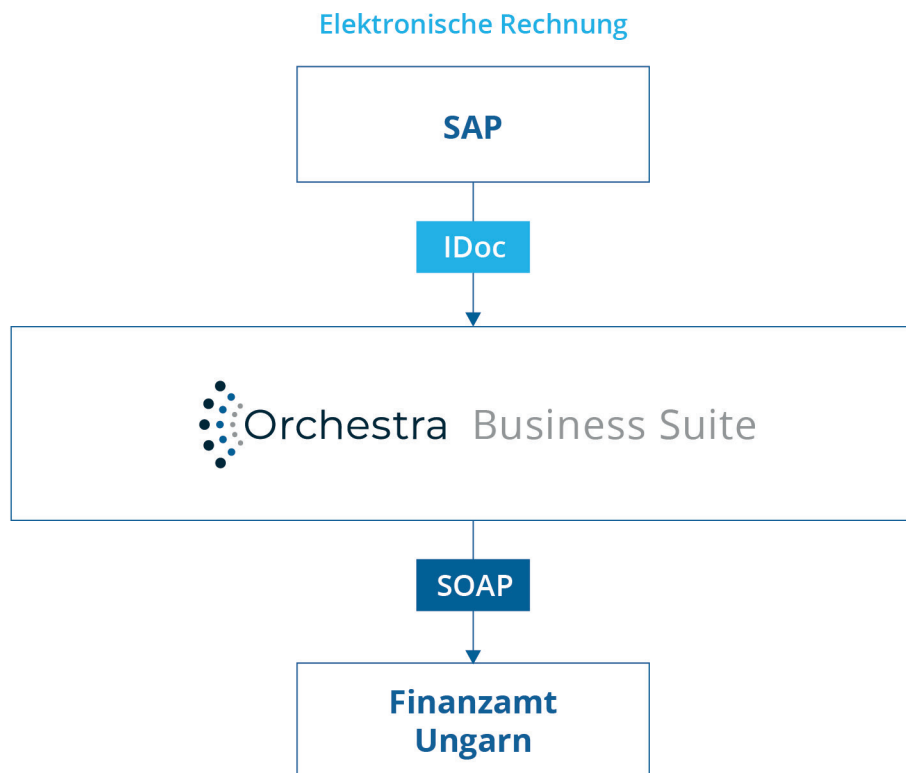 Elektronische Rechnung
SAP
IDoc
Orchestra Business Suite
SOAP
Finanzamt
Ungarn